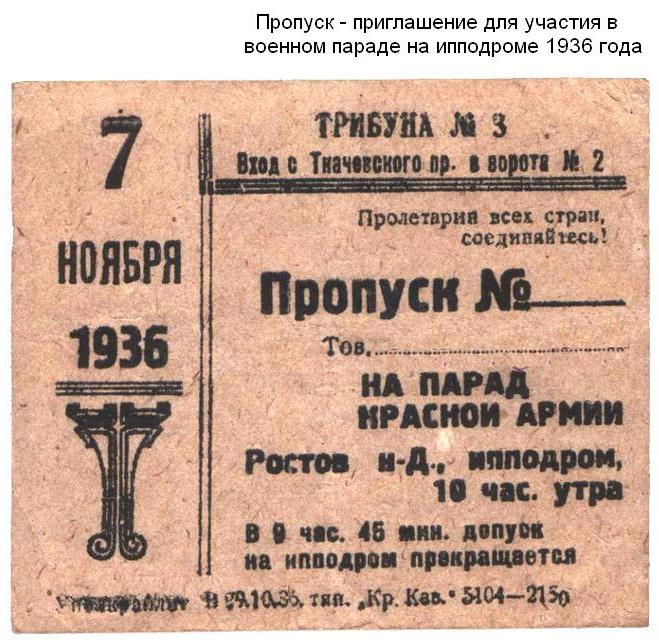 Пропуск - приглашение для участия в
военном параде на ипподроме 1936 года
7
НОЯБРЯ
1936
ТРИБУНА № 3
Вход с Ткачевского пр. в ворота № 2
Пролетарии всех стран,
соединяйтесь!
Пропуск №
Тов.
НА ПАРАД
КРАСНОЙ АРМИИ
Ростов н-Д., ипподром,
10 час. утра
В 9 час. 45 мин. допуск
на ипподром прекращается
29.10.36. тип. „Кр. Кав.“ 5104—2150